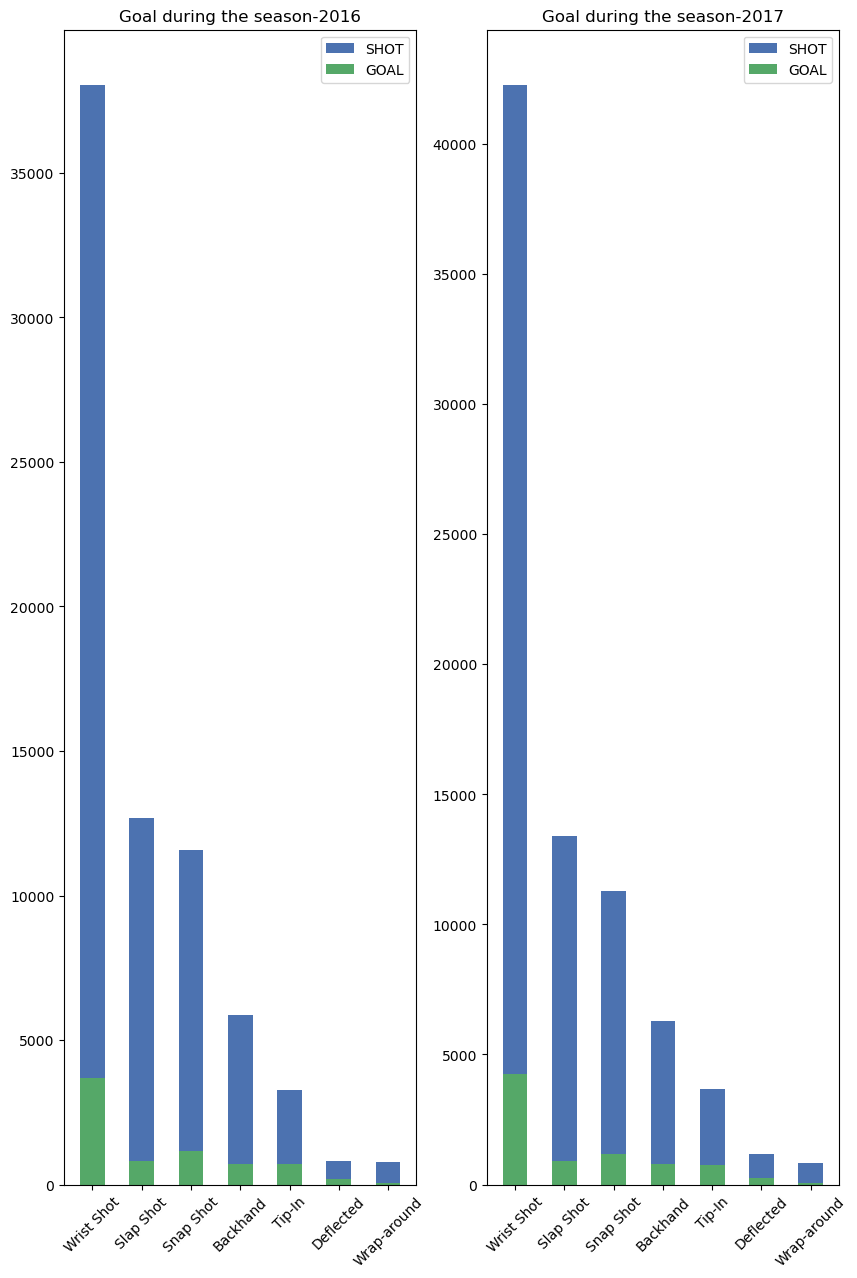 Goal during the season-2016
SHOT
GOAL
35000
30000
25000
20000
15000
10000
5000
0
Wrist Shot
Slap Shot
Snap Shot
Backhand
Tip-In
Deflected
Wrap-around
Goal during the season-2017
SHOT
GOAL
40000
35000
30000
25000
20000
15000
10000
5000
0
Wrist Shot
Slap Shot
Snap Shot
Backhand
Tip-In
Deflected
Wrap-around